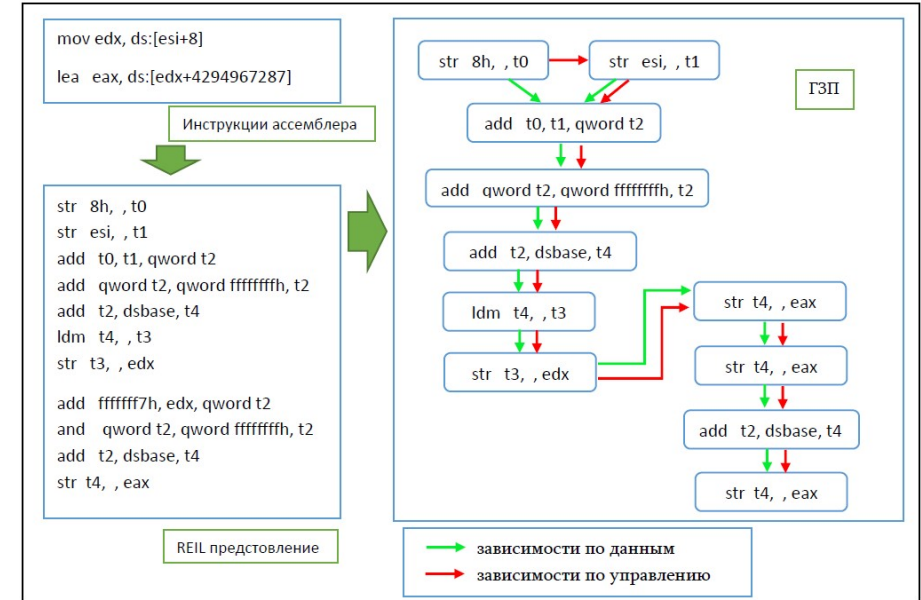 mov edx, ds:[esi+8]
lea eax, ds:[edx+4294967287]
Инструкции ассемблера
str 8h, , t0
str esi, , t1
add t0, t1, qword t2
add qword t2, qword ffffffffh, t2
add t2, dsbase, t4
ldm t4, , t3
str t3, , edx
add fffffff7h, edx, qword t2
and qword t2, qword ffffffffh, t2
add t2, dsbase, t4
str t4, , eax
REIL предстовление
ГЗП
str 8h, , t0
str esi, , t1
add t0, t1, qword t2
add qword t2, qword ffffffffh, t2
add t2, dsbase, t4
ldm t4, , t3
str t3, , edx
str t4, , eax
str t4, , eax
add t2, dsbase, t4
str t4, , eax
зависимости по данным
зависимости по управлению